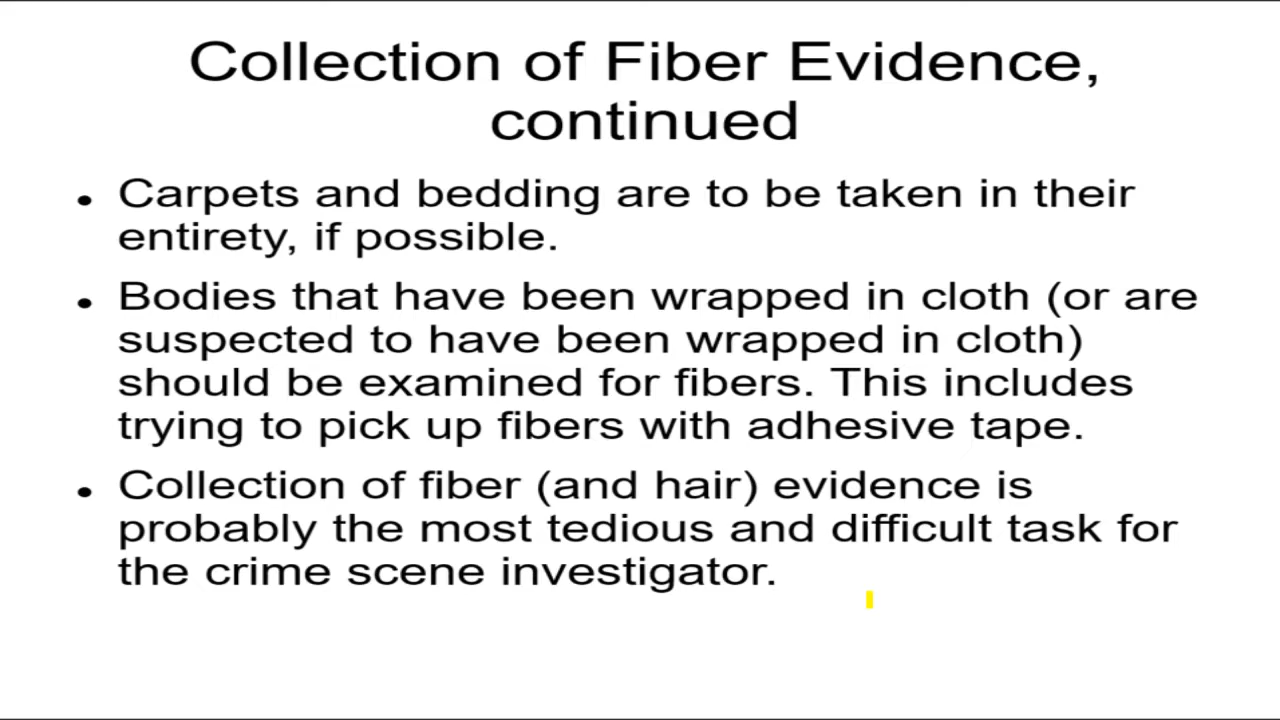 Collection of Fiber Evidence,
continued
• Carpets and bedding are to be taken in their
entirety, if possible.
• Bodies that have been wrapped in cloth (or are
suspected to have been wrapped in cloth)
should be examined for fibers. This includes
trying to pick up fibers with adhesive tape.
• Collection of fiber (and hair) evidence is
probably the most tedious and difficult task for
the crime scene investigator.